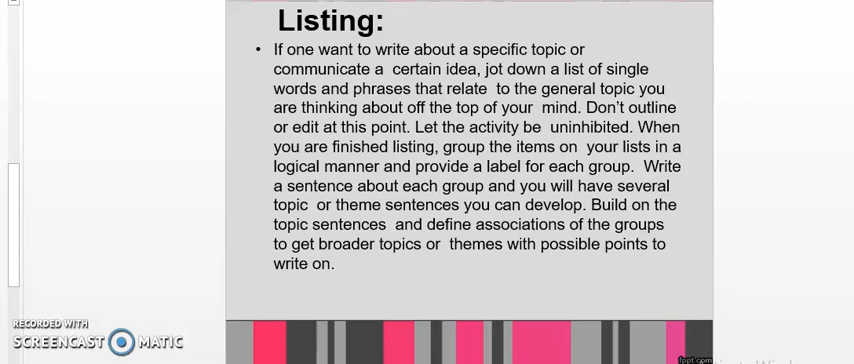 Listing:
• If one want to write about a specific topic or
communicate a certain idea, jot down a list of single
words and phrases that relate to the general topic you
are thinking about off the top of your mind. Don’t outline
or edit at this point. Let the activity be uninhibited. When
you are finished listing, group the items on your lists in a
logical manner and provide a label for each group. Write
a sentence about each group and you will have several
topic or theme sentences you can develop. Build on the
topic sentences and define associations of the groups
to get broader topics or themes with possible points to
write on.
RECORDED WITH
SCREENCAST MATIC
fppt.com